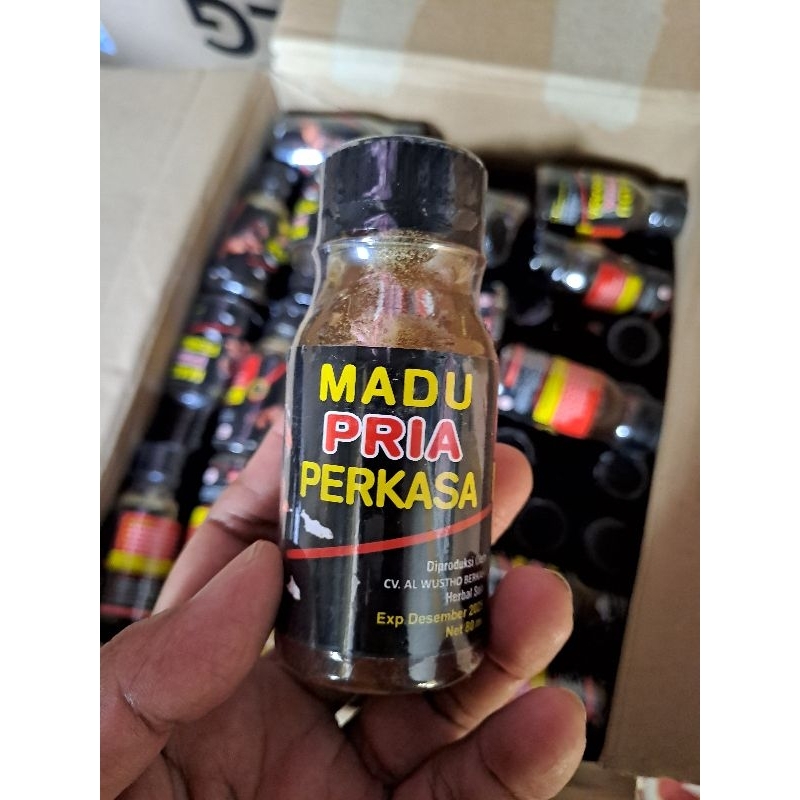 MADU
PRIA
PERKASA
Diproduksi
CV. AL WUSTHO
Herbal
Exp.Desember
Net 80